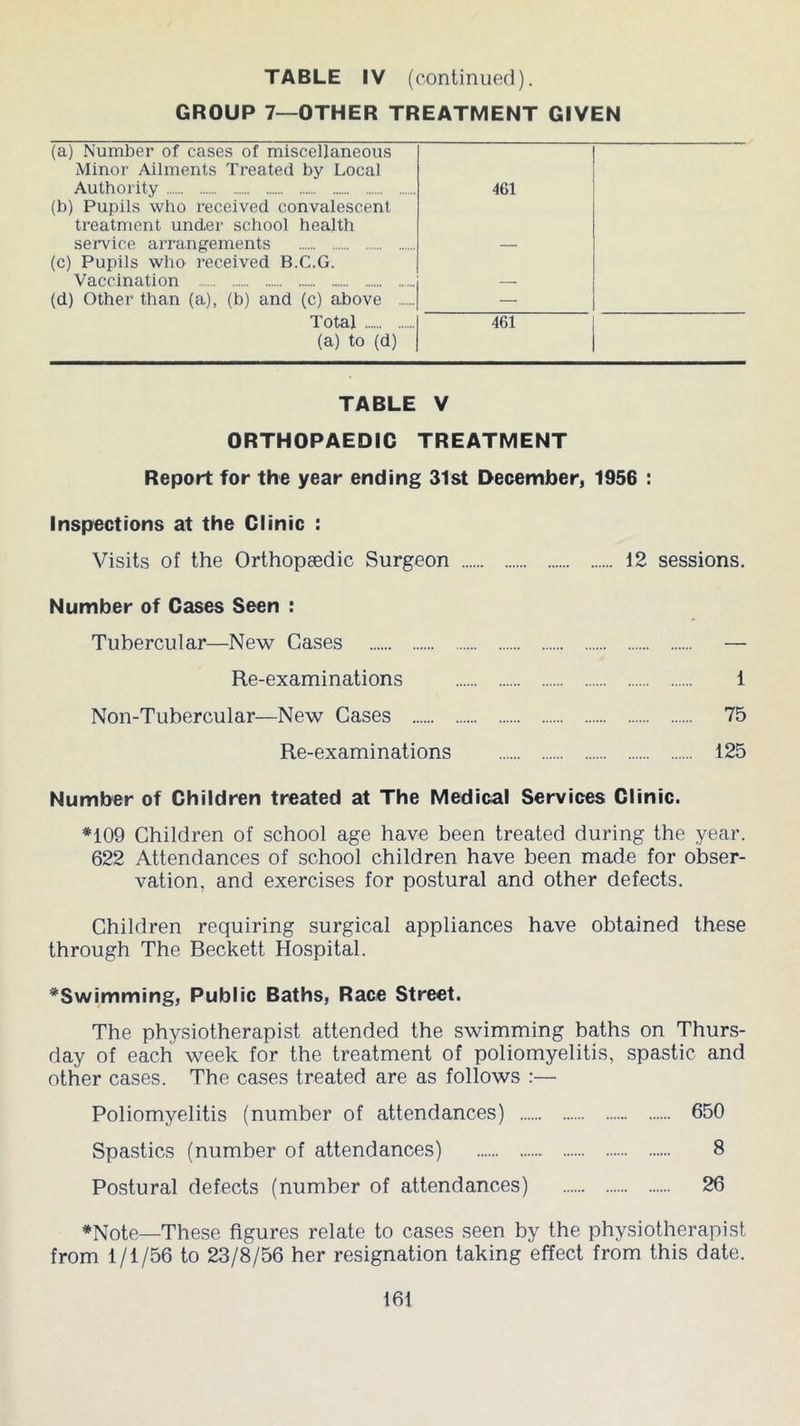 TABLE IV (continued).
GROUP 7—OTHER TREATMENT GIVEN
(a) Number of cases of miscellaneous
Minor Ailments Treated by Local
Authority ...... ...... ...... ...... ...... ...... ...... ...... 461
(b) Pupils who received convalescent
treatment under school health
service arrangements ...... ...... ...... ...... —
(c) Pupils who received B.C.G.
Vaccination ...... ...... ...... ...... ...... ...... ...... —
(d) Other than (a), (b) and (c) above ...... —
Total ...... ...... 461
(a) to (d)
TABLE V
ORTHOPAEDIC TREATMENT
Report for the year ending 31st December, 1956 :
Inspections at the Clinic :
Visits of the Orthopædic Surgeon ...... ...... ...... ...... 12 sessions.
Number of Cases Seen :
Tubercular—New Cases ...... ...... ...... ...... ...... ...... ...... ...... —
Re-examinations ...... ...... ...... ...... ...... ...... 1
Non-Tubercular—New Cases ...... ...... ...... ...... ...... ...... ...... 75
Re-examinations ...... ...... ...... ...... ...... 125
Number of Children treated at The Medical Services Clinic.
*109 Children of school age have been treated during the year.
622 Attendances of school children have been made for obser-
vation, and exercises for postural and other defects.
Children requiring surgical appliances have obtained these
through The Beckett Hospital.
*Swimming, Public Baths, Race Street.
The physiotherapist attended the swimming baths on Thurs-
day of each week for the treatment of poliomyelitis, spastic and
other cases. The cases treated are as follows :—
Poliomyelitis (number of attendances) ...... ...... ...... ...... 650
Spastics (number of attendances) ...... ...... ...... ...... ...... 8
Postural defects (number of attendances) ...... ...... ...... 26
*Note—These figures relate to cases seen by the physiotherapist
from 1/1/56 to 23/8/56 her resignation taking effect from this date.
161